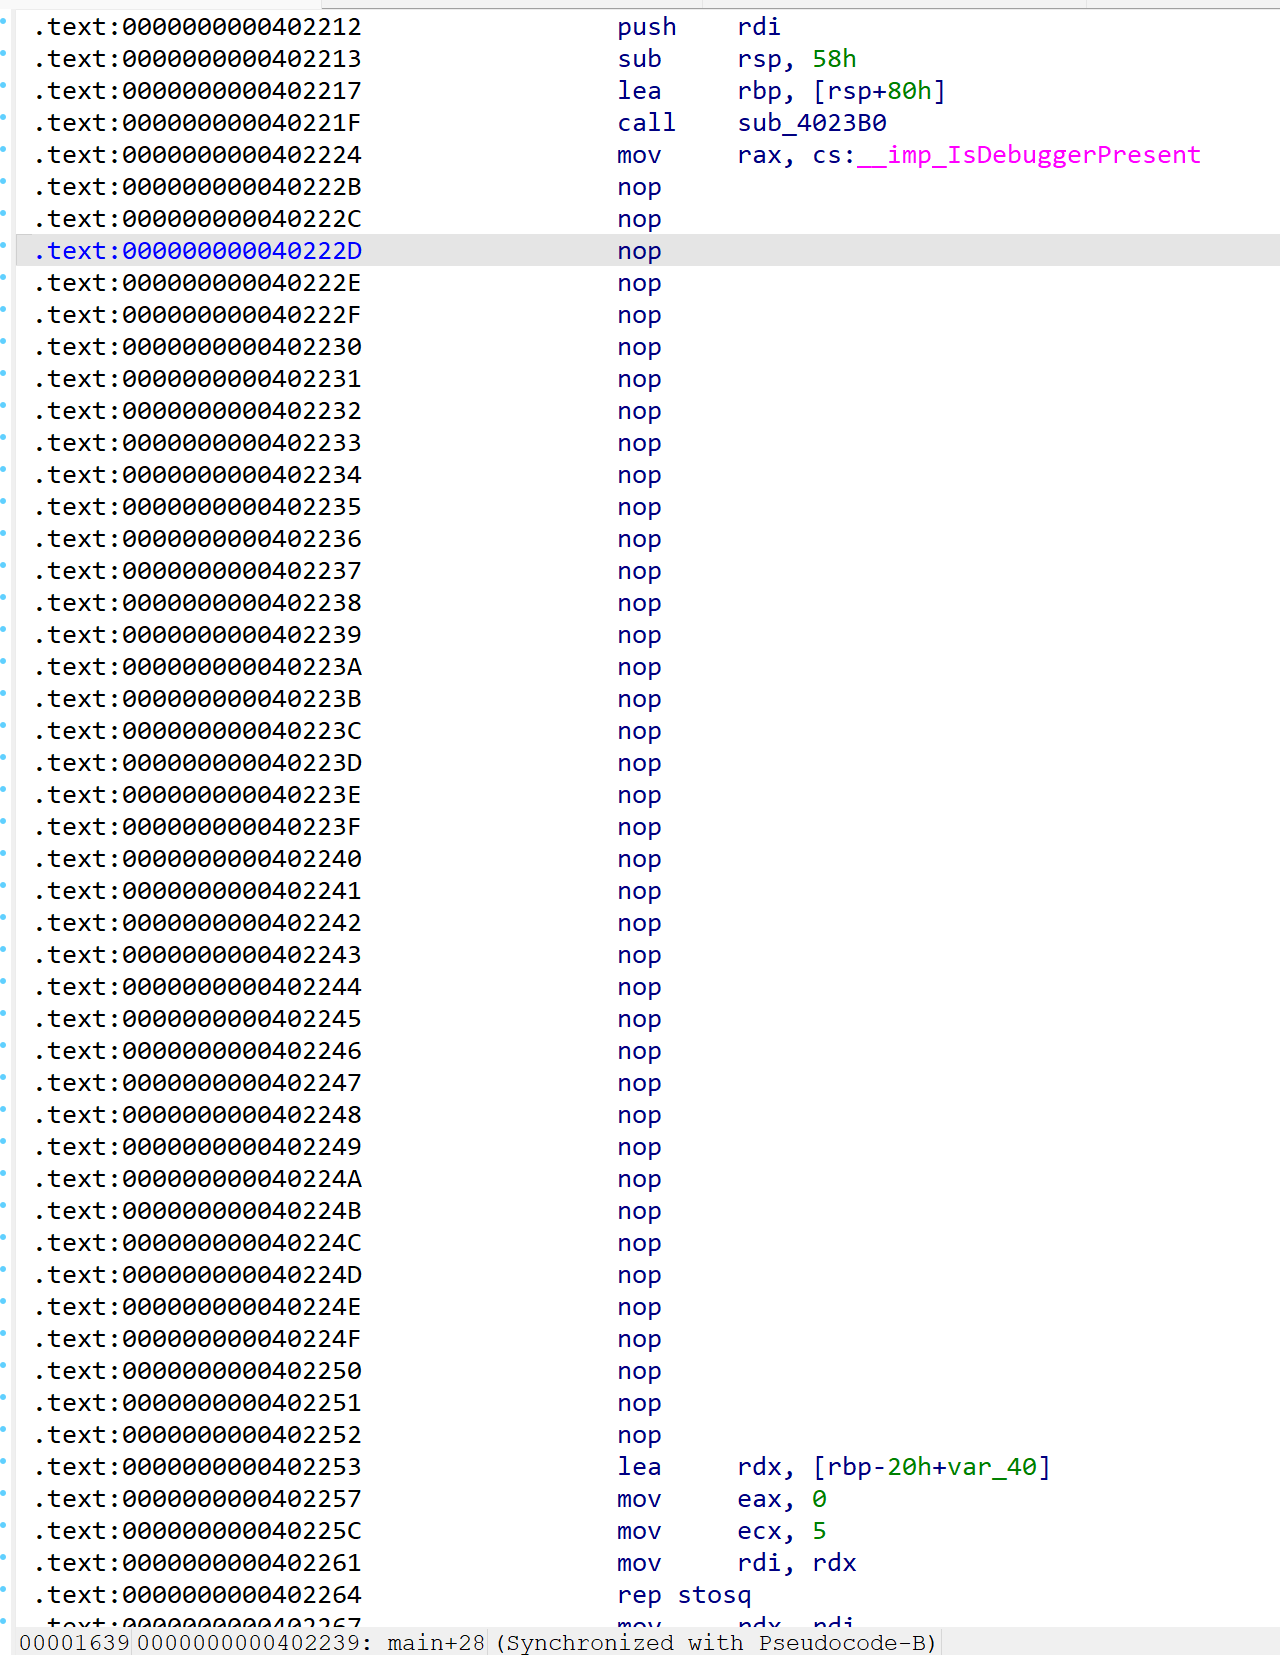 .text:0000000000402212 push rdi
.text:0000000000402213 sub rsp, 58h
.text:0000000000402217 lea rbp, [rsp+80h]
.text:000000000040221F call sub_4023B0
.text:0000000000402224 mov rax, cs:__imp_IsDebuggerPresent
.text:000000000040222B nop
.text:000000000040222C nop
.text:000000000040222D nop
.text:000000000040222E nop
.text:000000000040222F nop
.text:0000000000402230 nop
.text:0000000000402231 nop
.text:0000000000402232 nop
.text:0000000000402233 nop
.text:0000000000402234 nop
.text:0000000000402235 nop
.text:0000000000402236 nop
.text:0000000000402237 nop
.text:0000000000402238 nop
.text:0000000000402239 nop
.text:000000000040223A nop
.text:000000000040223B nop
.text:000000000040223C nop
.text:000000000040223D nop
.text:000000000040223E nop
.text:000000000040223F nop
.text:0000000000402240 nop
.text:0000000000402241 nop
.text:0000000000402242 nop
.text:0000000000402243 nop
.text:0000000000402244 nop
.text:0000000000402245 nop
.text:0000000000402246 nop
.text:0000000000402247 nop
.text:0000000000402248 nop
.text:0000000000402249 nop
.text:000000000040224A nop
.text:000000000040224B nop
.text:000000000040224C nop
.text:000000000040224D nop
.text:000000000040224E nop
.text:000000000040224F nop
.text:0000000000402250 nop
.text:0000000000402251 nop
.text:0000000000402252 nop
.text:0000000000402253 lea rdx, [rbp-20h+var_40]
.text:0000000000402257 mov eax, 0
.text:000000000040225C mov ecx, 5
.text:0000000000402261 mov rdi, rdx
.text:0000000000402264 rep stosq
.text:0000000000402267 mov rdx, rdi
00001639 0000000000402239: main+28 (Synchronized with Pseudocode-B)